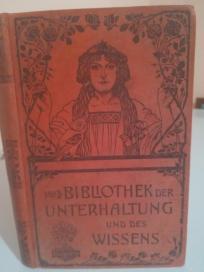 BIBLIOTHEK DER
UNTERHALTUNG
UND DES
WISSENS